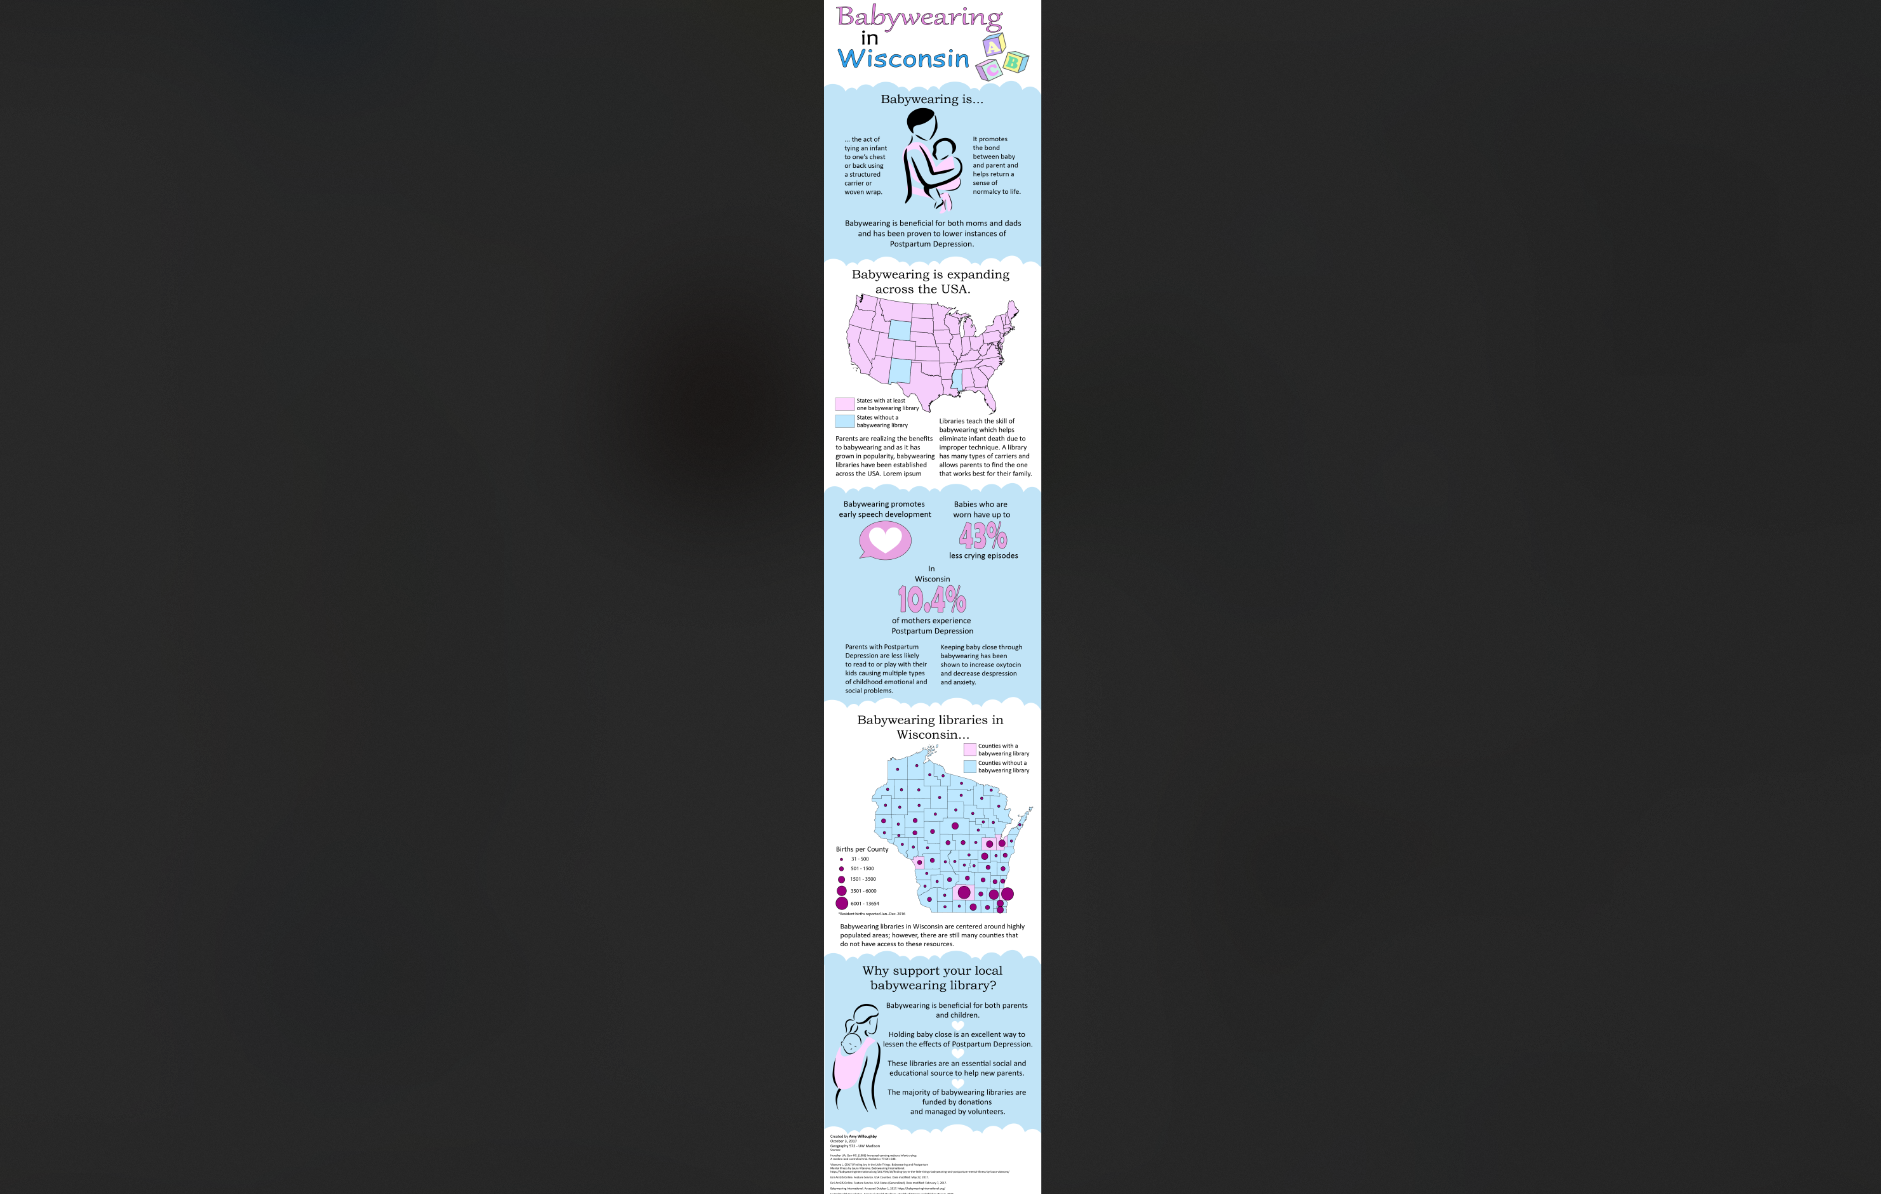 Babywearing
in
Wisconsin
A
B
C
Babywearing is...
... the act of
tying an infant
to one's chest
or back using
a structured
carrier or
woven wrap.
It promotes
the bond
between baby
and parent and
helps return a
sense of
normalcy to life.
Babywearing is beneficial for both moms and dads
and has been proven to lower instances of
Postpartum Depression.
Babywearing is expanding
across the USA.
States with at least
one babywearing library
States without a
babywearing library
Parents are realizing the benefits
to babywearing and as it has
grown in popularity, babywearing
libraries have been established
across the USA. Lorem ipsum
Libraries teach the skill of
babywearing which helps
eliminate infant death due to
improper technique. A library
has many types of carriers and
allows parents to find the one
that works best for their family.
Babywearing promotes
early speech development
Babies who are
worn have up to
43%
less crying episodes
In
Wisconsin
10.4%
of mothers experience
Postpartum Depression
Parents with Postpartum
Depression are less likely
to read to or play with their
kids causing multiple types
of childhood emotional and
social problems.
Keeping baby close through
babywearing has been
shown to increase oxytocin
and decrease despression
and anxiety.
Babywearing libraries in
Wisconsin...
Counties with a
babywearing library
Counties without a
babywearing library
Births per County
31 - 500
501 - 1500
1501 - 3500
3501 - 6000
6001 -
Babywearing libraries in Wisconsin are centered around highly
populated areas; however, there are still many counties that
do not have access to these resources.
Why support your local
babywearing library?
Babywearing is beneficial for both parents
and children.
Holding baby close is an excellent way to
lessen the effects of Postpartum Depression.
These libraries are an essential social and
educational source to help new parents.
The majority of babywearing libraries are
funded by donations
and managed by volunteers.
Created by Amy Willoughby
October 5, 2017
Geography 572 - UW Madison